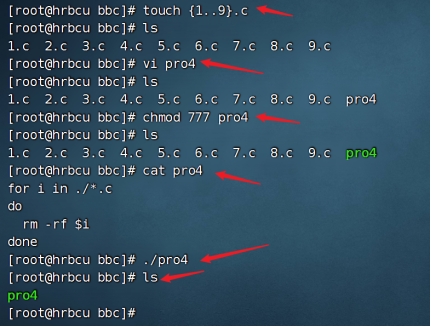 [root@hrbcu bbc]# touch {1..9}.c
[root@hrbcu bbc]# ls
1.c  2.c  3.c  4.c  5.c  6.c  7.c  8.c  9.c
[root@hrbcu bbc]# vi pro4
[root@hrbcu bbc]# ls
1.c  2.c  3.c  4.c  5.c  6.c  7.c  8.c  9.c  pro4
[root@hrbcu bbc]# chmod 777 pro4
[root@hrbcu bbc]# ls
1.c  2.c  3.c  4.c  5.c  6.c  7.c  8.c  9.c  pro4
[root@hrbcu bbc]# cat pro4
for i in ./*.c
do
  rm -rf $i
done
[root@hrbcu bbc]# ./pro4
[root@hrbcu bbc]# ls
pro4
[root@hrbcu bbc]#